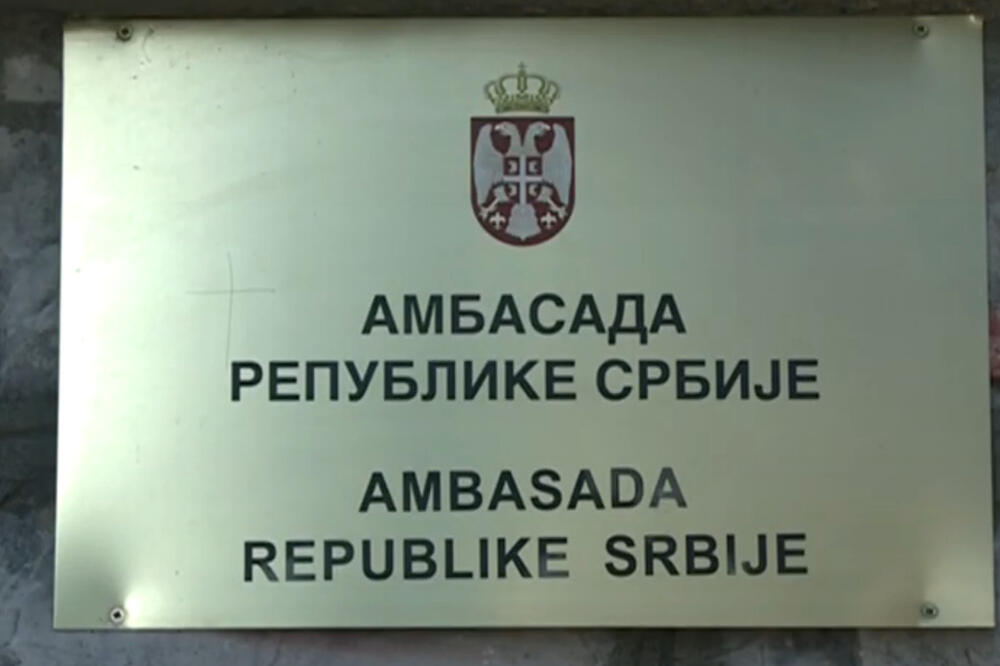 АМБАСАДА
РЕПУБЛИКЕ СРБИЈЕ
AMBASADA
REPUBLIKE SRBIJE